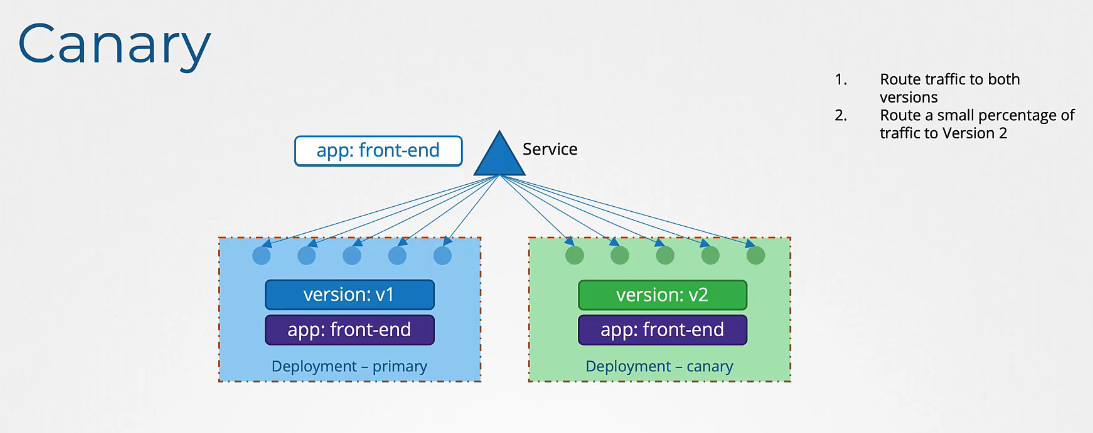 Canary
1. Route traffic to both
versions
2. Route a small percentage of
traffic to Version 2
app: front-end
Service
version: v1
app: front-end
Deployment – primary
version: v2
app: front-end
Deployment – canary